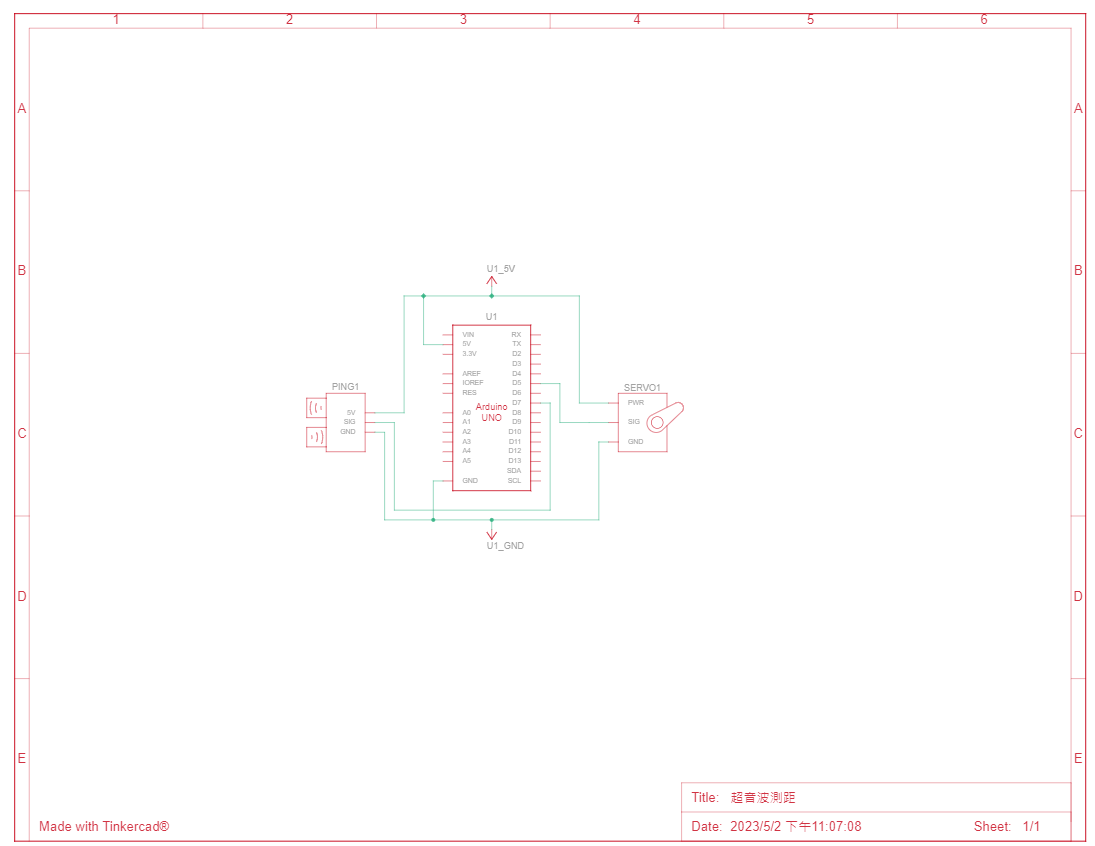 1 2 3 4 5 6
A A
B B
U1_5V
U1
VIN RX
5V TX
3.3V D2
D3
AREF D4
IOREF D5
RES D6
D7
A0 D8
A1 D9
A2 D10
A3 D11
A4 D12
A5 D13
SDA
GND SCL
Arduino
UNO
PING1
5V
SIG
GND
SERVO1
PWR
SIG
GND
C C
U1_GND
D D
E E
Made with Tinkercad®
Title: 超音波測距
Date: 2023/5/2 下午11:07:08 Sheet: 1/1